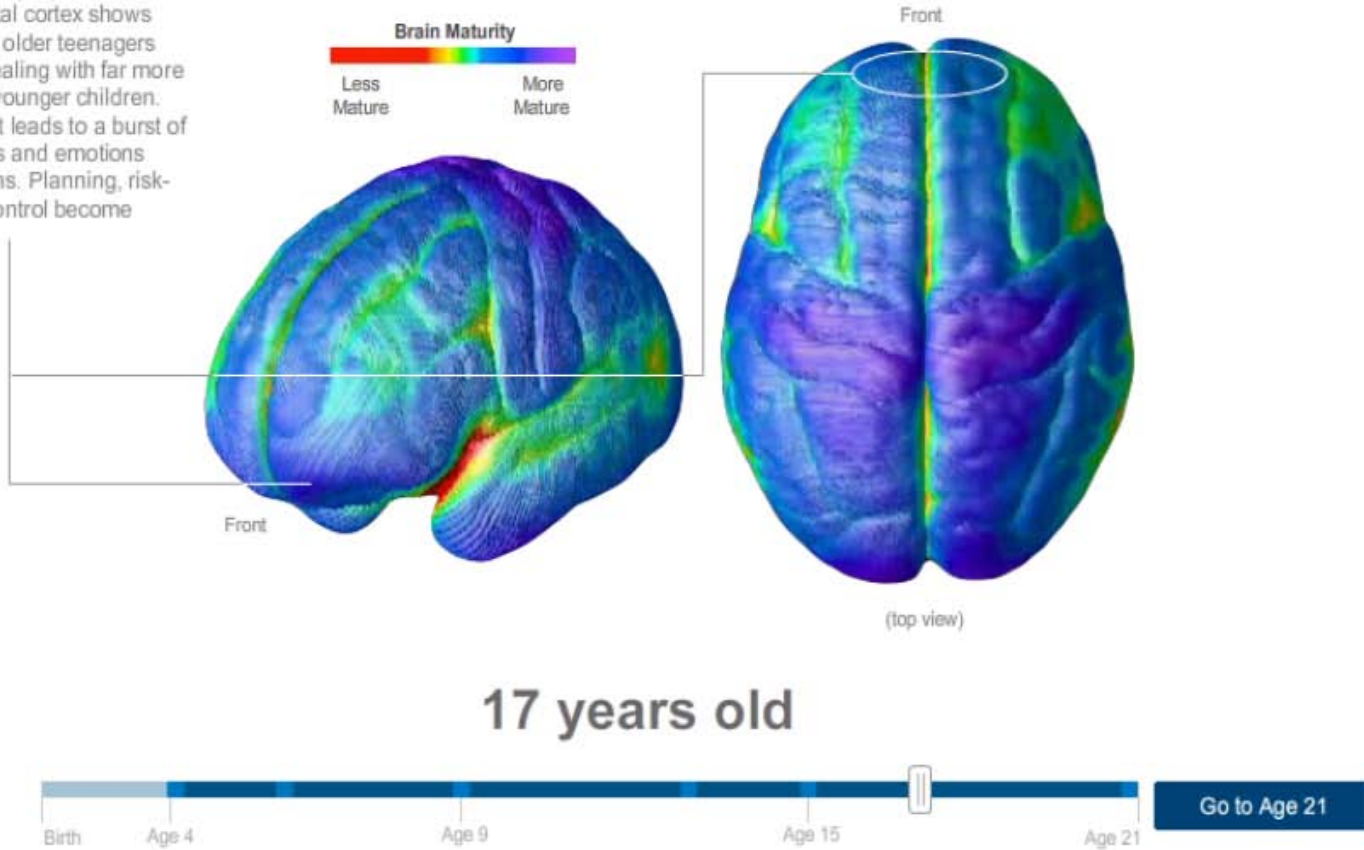 al cortex shows
older teenagers
ealing with far more
younger children.
t leads to a burst of
s and emotions
ns. Planning, risk-
ontrol become
Brain Maturity
Less
Mature
More
Mature
Front
Front
(top view)
17 years old
Birth
Age 4
Age 9
Age 15
Age 21
Go to Age 21